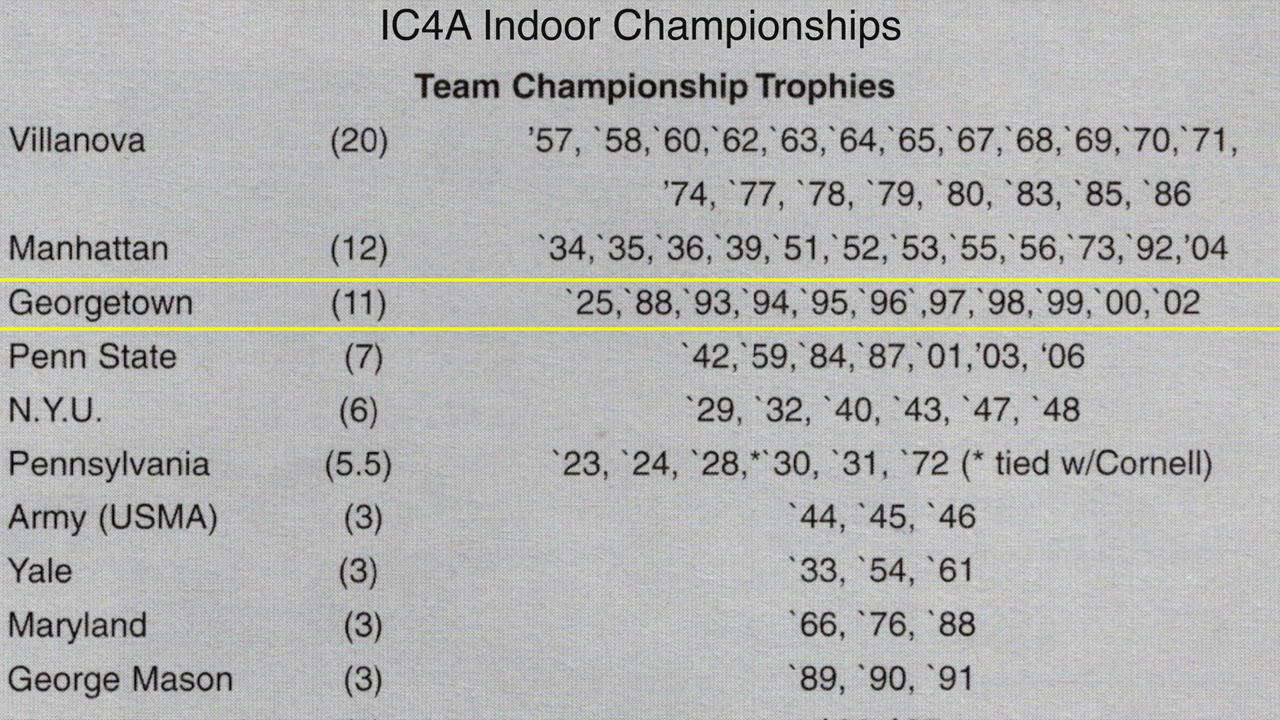 IC4A Indoor Championships
Team Championship Trophies
Villanova (20) '57, `58,`60,`62,`63,`64,`65,`67,`68,`69,`70,`71,
'74, `77, `78, `79, `80, `83, `85, `86
Manhattan (12) `34,`35,`36,`39,`51,`52,`53,`55,`56,`73,`92,'04
Georgetown (11) `25,`88,`93,`94,`95,`96`,97,`98,`99,`00,`02
Penn State (7) `42,`59,`84,`87,`01,'03, ‘06
N.Y.U. (6) `29, `32, `40, `43, `47, `48
Pennsylvania (5.5) `23, `24, `28,*`30, `31, `72 (* tied w/Cornell)
Army (USMA) (3) `44, `45, `46
Yale (3) `33, `54, `61
Maryland (3) `66, `76, `88
George Mason (3) `89, `90, `91